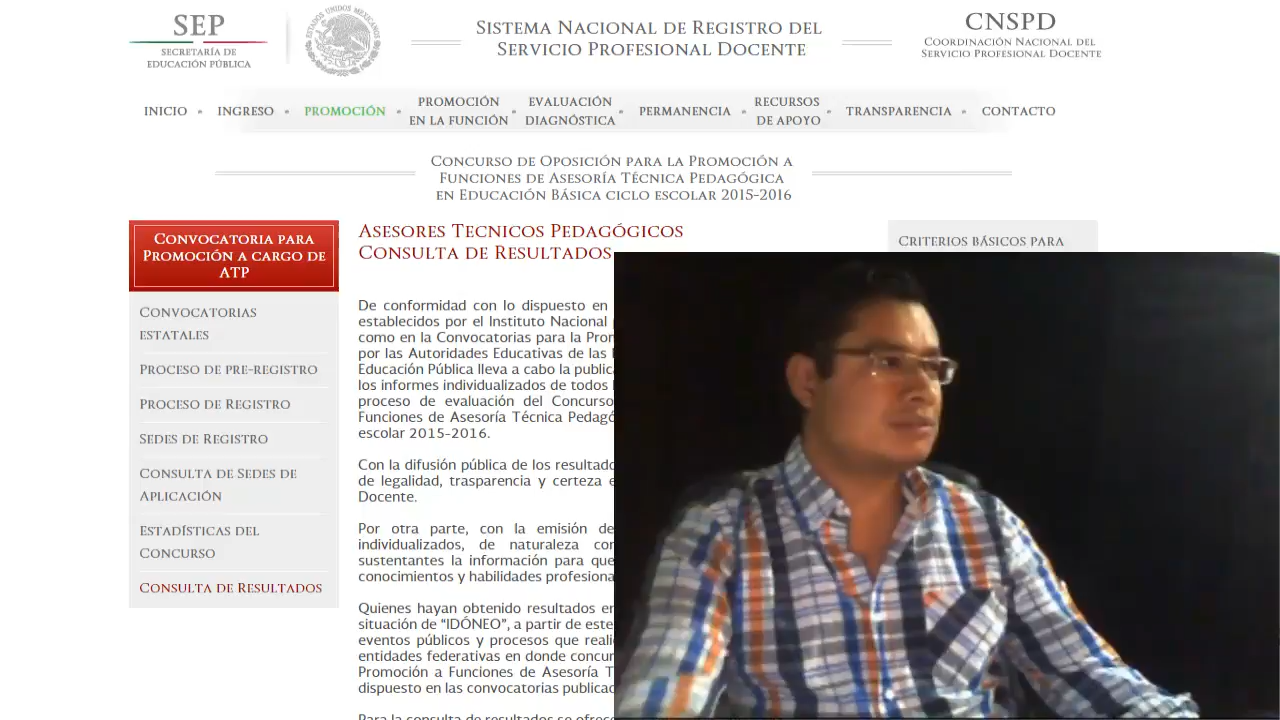 SEP
SECRETARÍA DE
EDUCACIÓN PÚBLICA
ESTADOS UNIDOS MEXICANOS
SISTEMA NACIONAL DE REGISTRO DEL
SERVICIO PROFESIONAL DOCENTE
CNSPD
COORDINACIÓN NACIONAL DEL
SERVICIO PROFESIONAL DOCENTE
INICIO
INGRESO
PROMOCIÓN
PROMOCIÓN
EN LA FUNCIÓN
EVALUACIÓN
DIAGNÓSTICA
PERMANENCIA
RECURSOS
DE APOYO
TRANSPARENCIA
CONTACTO
CONCURSO DE OPOSICIÓN PARA LA PROMOCIÓN A
FUNCIONES DE ASESORÍA TÉCNICA PEDAGÓGICA
EN EDUCACIÓN BÁSICA CICLO ESCOLAR 2015-2016
CONVOCATORIA PARA
PROMOCIÓN A CARGO DE
ATP
CONVOCATORIAS
ESTATALES
PROCESO DE PRE-REGISTRO
PROCESO DE REGISTRO
SEDES DE REGISTRO
CONSULTA DE SEDES DE
APLICACIÓN
ESTADÍSTICAS DEL
CONCURSO
CONSULTA DE RESULTADOS
ASESORES TECNICOS PEDAGÓGICOS
CONSULTA DE RESULTADOS
De conformidad con lo dispuesto en
establecidos por el Instituto Nacional
como en la Convocatorias para la
por las Autoridades Educativas de las
Educación Pública lleva a cabo la
los informes individualizados de todos
proceso de evaluación del Concurso
Funciones de Asesoría Técnica
escolar 2015-2016.
Con la difusión pública de los
de legalidad, trasparencia y certeza
Docente.
Por otra parte, con la emisión
individualizados, de naturaleza
sustentantes la información para que
conocimientos y habilidades
Quienes hayan obtenido resultados
situación de “IDÓNEO”, a partir de este
eventos públicos y procesos que
entidades federativas en donde
Promoción a Funciones de Asesoría
dispuesto en las convocatorias
Para la consulta de resultados se
CRITERIOS BÁSICOS PARA